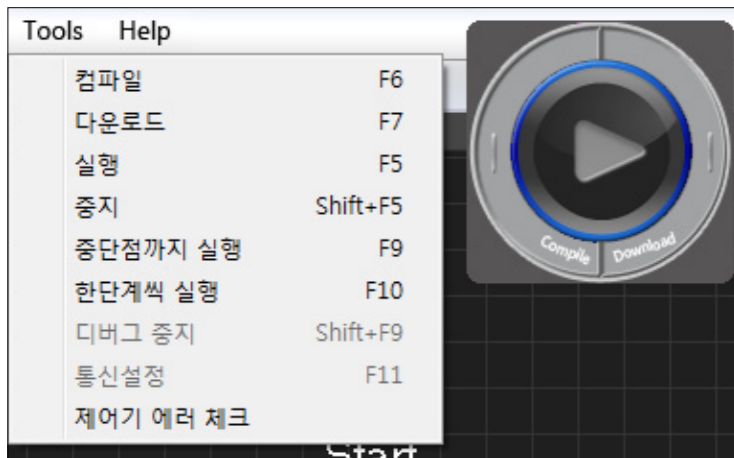 Tools Help
컴파일 F6
다운로드 F7
실행 F5
중지 Shift+F5
중단점까지 실행 F9
한단계씩 실행 F10
디버그 중지 Shift+F9
통신설정 F11
제어기 에러 체크
Compile Download
Start